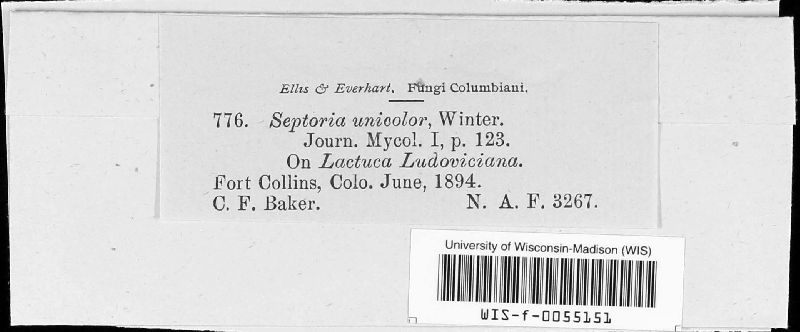 Ellis & Everhart, Fungi Columbiani.
776. Septoria unicolor, Winter.
Journ. Mycol. I, p. 123.
On Lactuca Ludoviciana.
Fort Collins, Colo. June, 1894.
C. F. Baker. N. A. F. 3267.
University of Wisconsin-Madison (WIS)
WIS-f-0055151